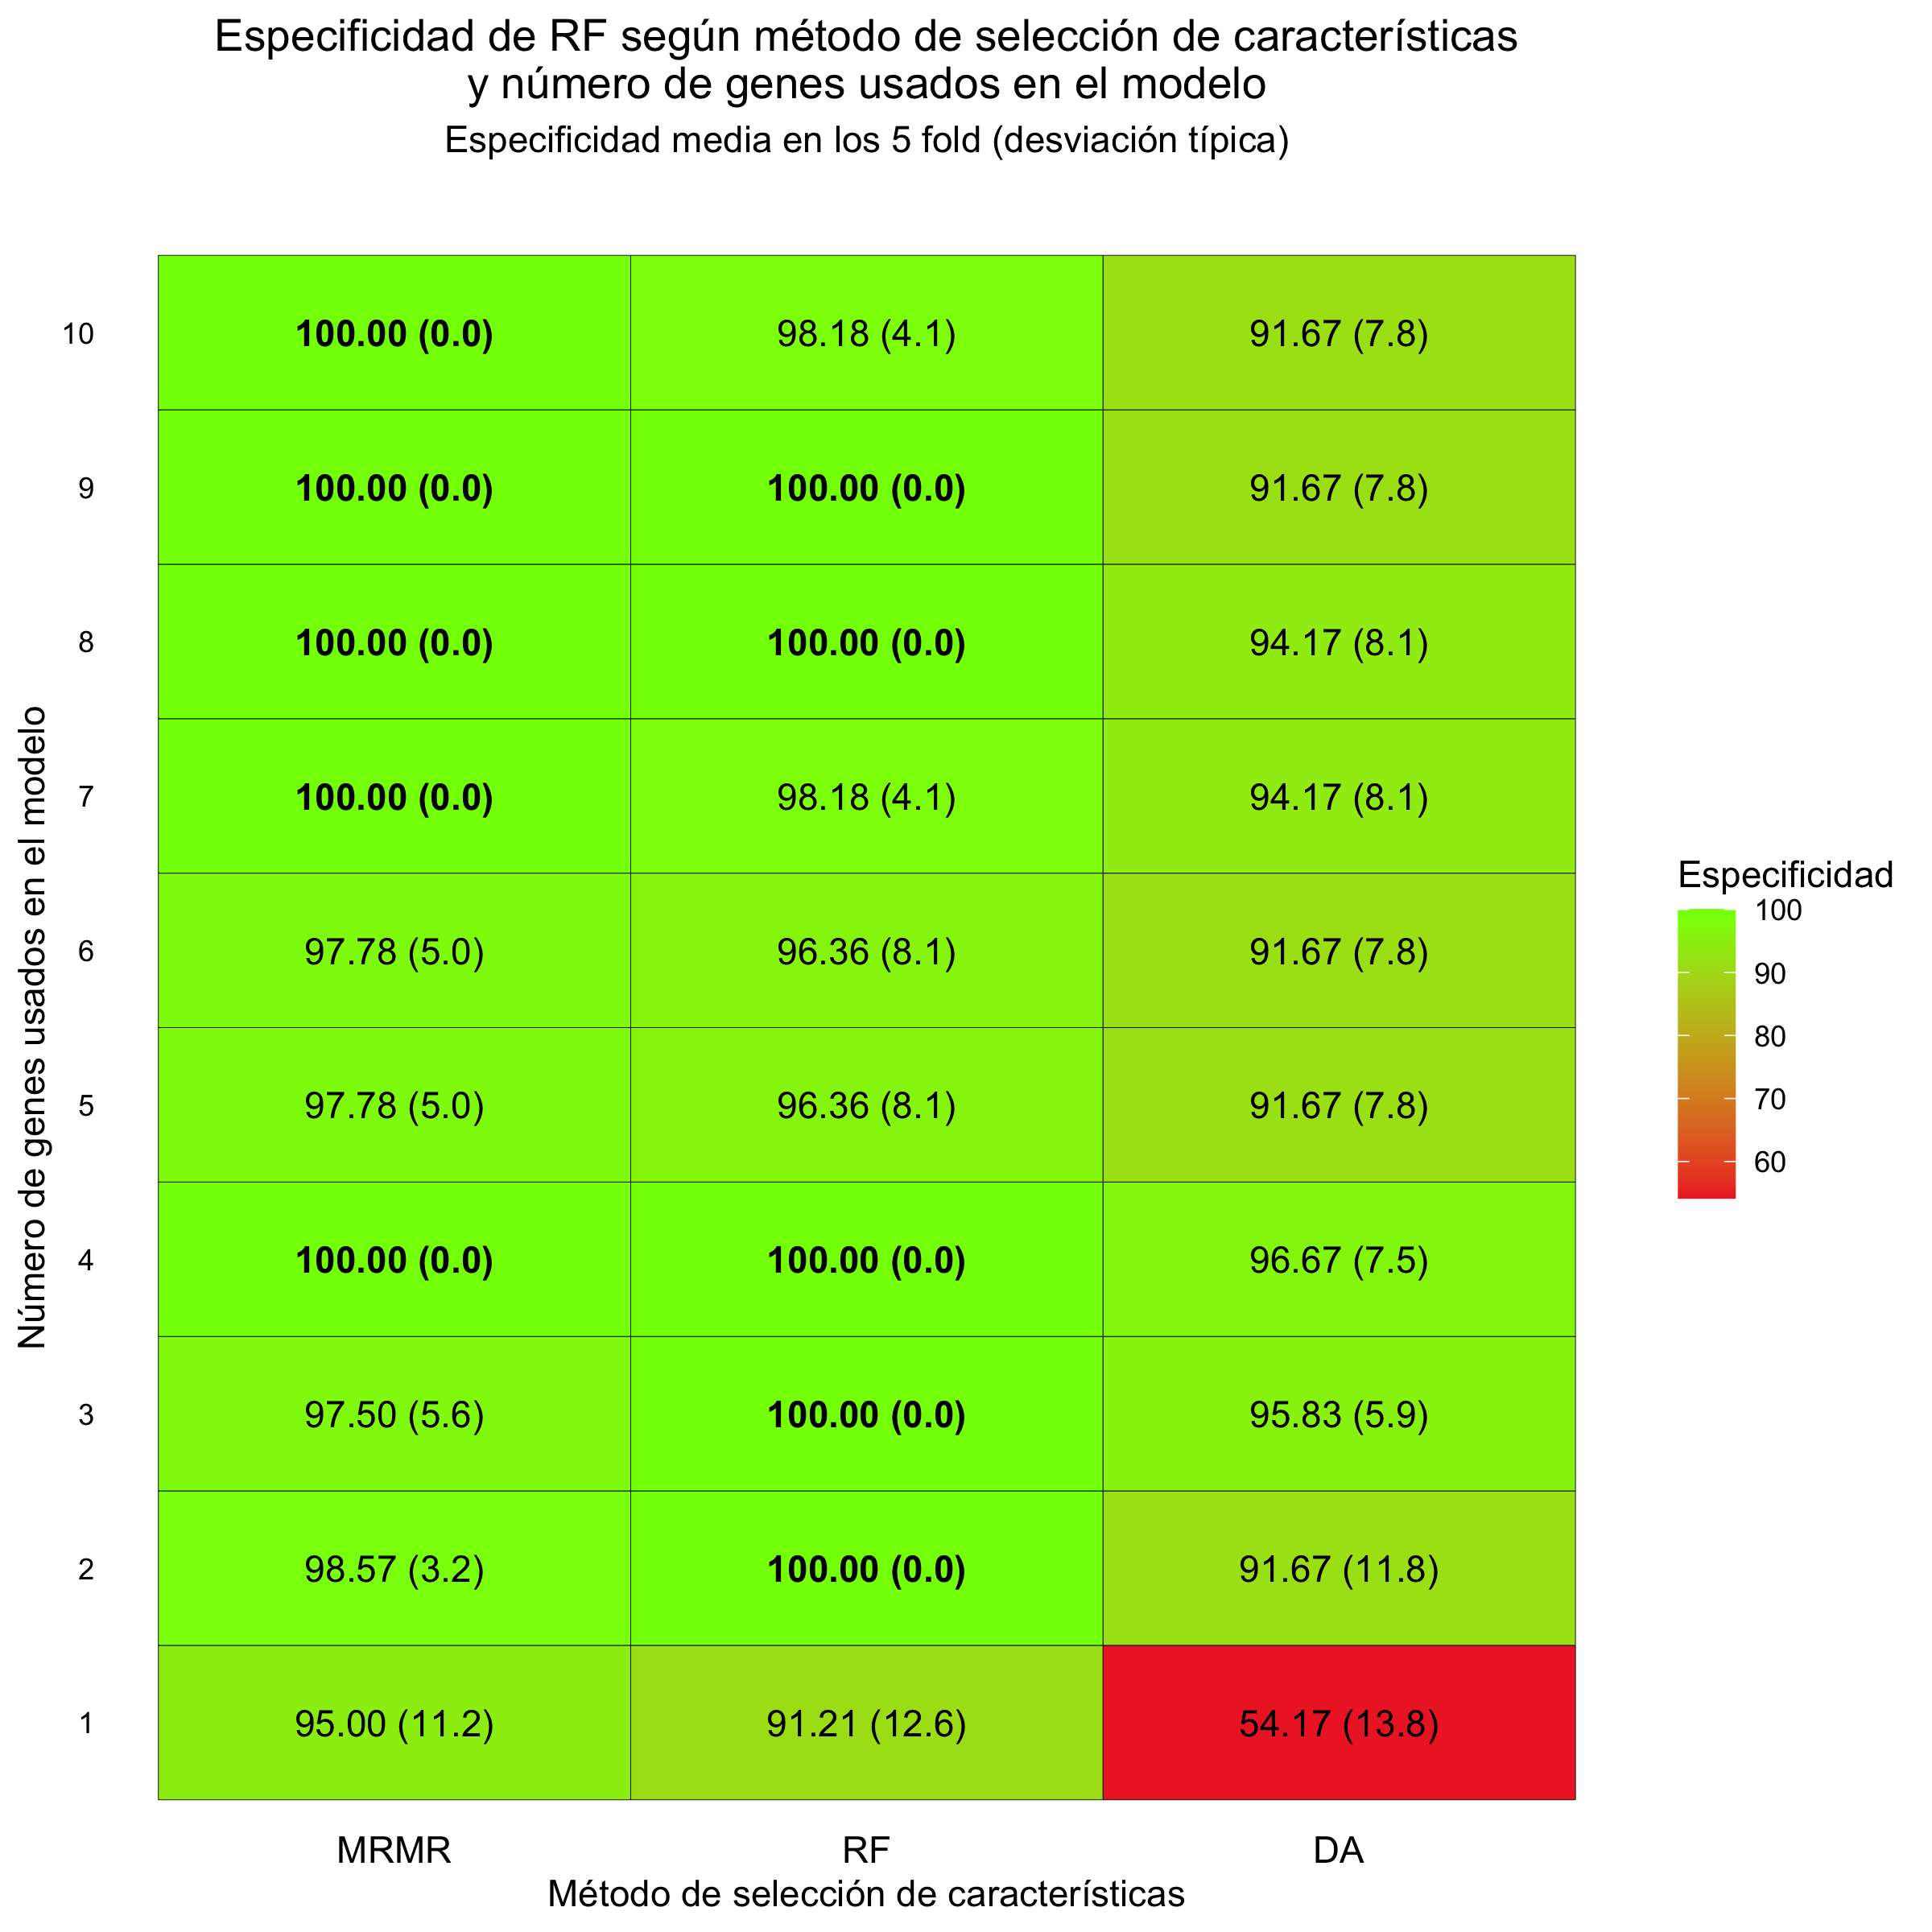 Especificidad de RF según método de selección de características
y número de genes usados en el modelo
Especificidad media en los 5 fold (desviación típica)
Número de genes usados en el modelo
10 100.00 (0.0) 98.18 (4.1) 91.67 (7.8)
9 100.00 (0.0) 100.00 (0.0) 91.67 (7.8)
8 100.00 (0.0) 100.00 (0.0) 94.17 (8.1)
7 100.00 (0.0) 98.18 (4.1) 94.17 (8.1)
6 97.78 (5.0) 96.36 (8.1) 91.67 (7.8)
5 97.78 (5.0) 96.36 (8.1) 91.67 (7.8)
4 100.00 (0.0) 100.00 (0.0) 96.67 (7.5)
3 97.50 (5.6) 100.00 (0.0) 95.83 (5.9)
2 98.57 (3.2) 100.00 (0.0) 91.67 (11.8)
1 95.00 (11.2) 91.21 (12.6) 54.17 (13.8)
MRMR RF DA
Método de selección de características
Especificidad
100
90
80
70
60